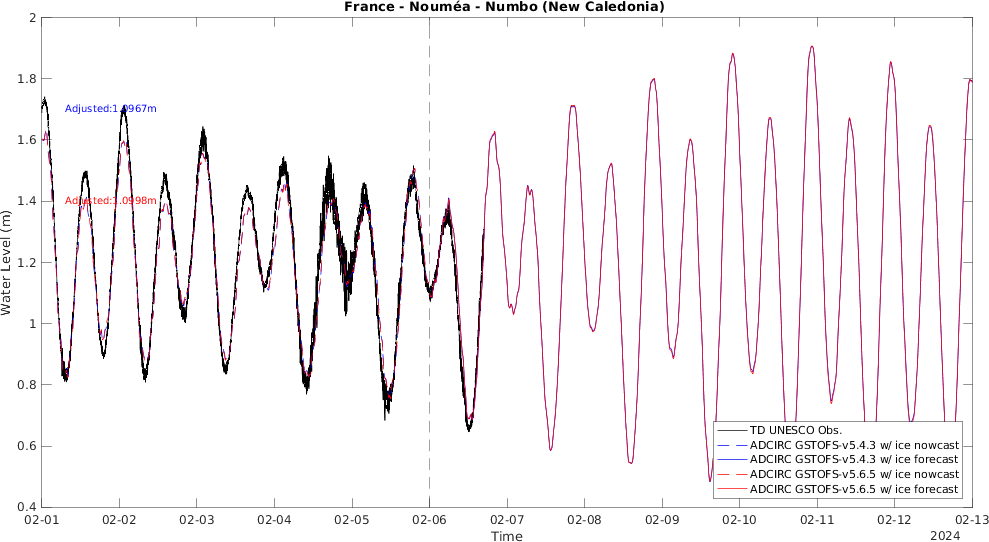 France - Nouméa - Numbo (New Caledonia)
2
1.8
1.6
1.4
1.2
1
0.8
0.6
0.4
Water Level (m)
Adjusted:1.0967m
Adjusted:1.0998m
TD UNESCO Obs.
ADCIRC GSTOFS-v5.4.3 w/ ice nowcast
ADCIRC GSTOFS-v5.4.3 w/ ice forecast
ADCIRC GSTOFS-v5.6.5 w/ ice nowcast
ADCIRC GSTOFS-v5.6.5 w/ ice forecast
02-01 02-02 02-03 02-04 02-05 02-06 02-07 02-08 02-09 02-10 02-11 02-12 02-13
Time
2024